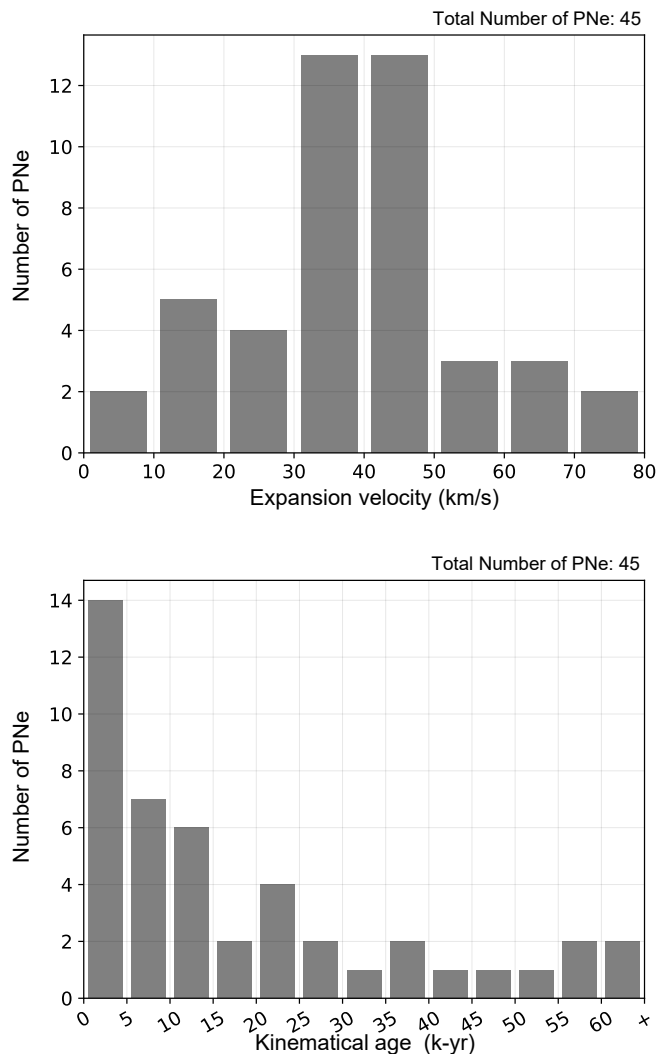 Total Number of PNe: 45
12
10
8
6
4
2
0
Number of PNe
0 10 20 30 40 50 60 70 80
Expansion velocity (km/s)
Total Number of PNe: 45
14
12
10
8
6
4
2
0
Number of PNe
0 5 10 15 20 25 30 35 40 45 50 55 60 +
Kinematical age (k-yr)